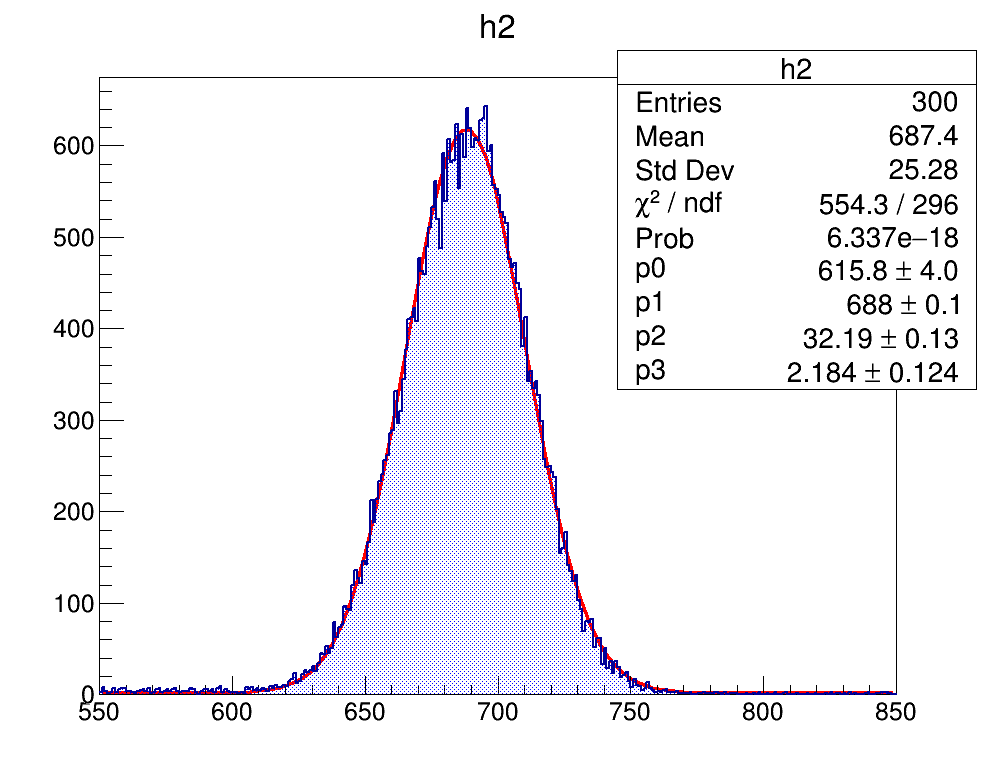 h2
h2
Entries 300
Mean 687.4
Std Dev 25.28
χ² / ndf 554.3 / 296
Prob 6.337e−18
p0 615.8 ± 4.0
p1 688 ± 0.1
p2 32.19 ± 0.13
p3 2.184 ± 0.124
600
500
400
300
200
100
0
550 600 650 700 750 800 850